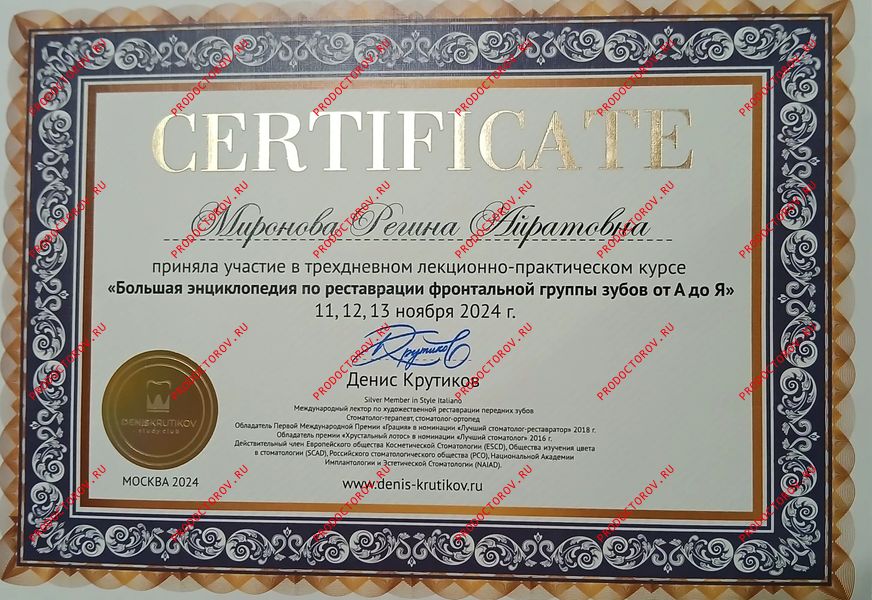 CERTIFICATE
Миронова Регина Айратовна
приняла участие в трехдневном лекционно-практическом курсе
«Большая энциклопедия по реставрации фронтальной группы зубов от А до Я»
11, 12, 13 ноября 2024 г.
Крутиков
Денис Крутиков
Silver Member in Style Italiano
Международный лектор по художественной реставрации передних зубов
Стоматолог-терапевт, стоматолог-ортопед
Обладатель Первой Международной Премии «Грация» в номинации «Лучший стоматолог-реставратор» 2018 г.
Обладатель премии «Хрустальный лотос» в номинации «Лучший стоматолог» 2016 г.
Действительный член Европейского общества Косметической Стоматологии (ESCD), Общества изучения цвета
в стоматологии (SCAD), Российского стоматологического общества (РСО), Национальной Академии
Имплантологии и Эстетической Стоматологии (NAIAD).
DENISKRUTIKOV
study club
МОСКВА 2024
www.denis-krutikov.ru
PRODOCTOROV.RU